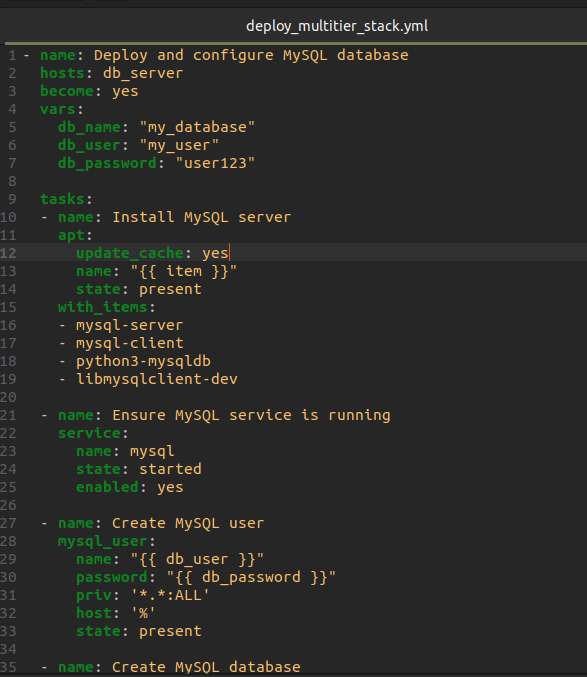 deploy_multitier_stack.yml
1 - name: Deploy and configure MySQL database
2   hosts: db_server
3   become: yes
4   vars:
5     db_name: "my_database"
6     db_user: "my_user"
7     db_password: "user123"
8
9   tasks:
10   - name: Install MySQL server
11     apt:
12       update_cache: yes
13       name: "{{ item }}"
14       state: present
15     with_items:
16     - mysql-server
17     - mysql-client
18     - python3-mysqldb
19     - libmysqlclient-dev
20
21   - name: Ensure MySQL service is running
22     service:
23       name: mysql
24       state: started
25       enabled: yes
26
27   - name: Create MySQL user
28     mysql_user:
29       name: "{{ db_user }}"
30       password: "{{ db_password }}"
31       priv: '*.*:ALL'
32       host: '%'
33       state: present
34
35   - name: Create MySQL database